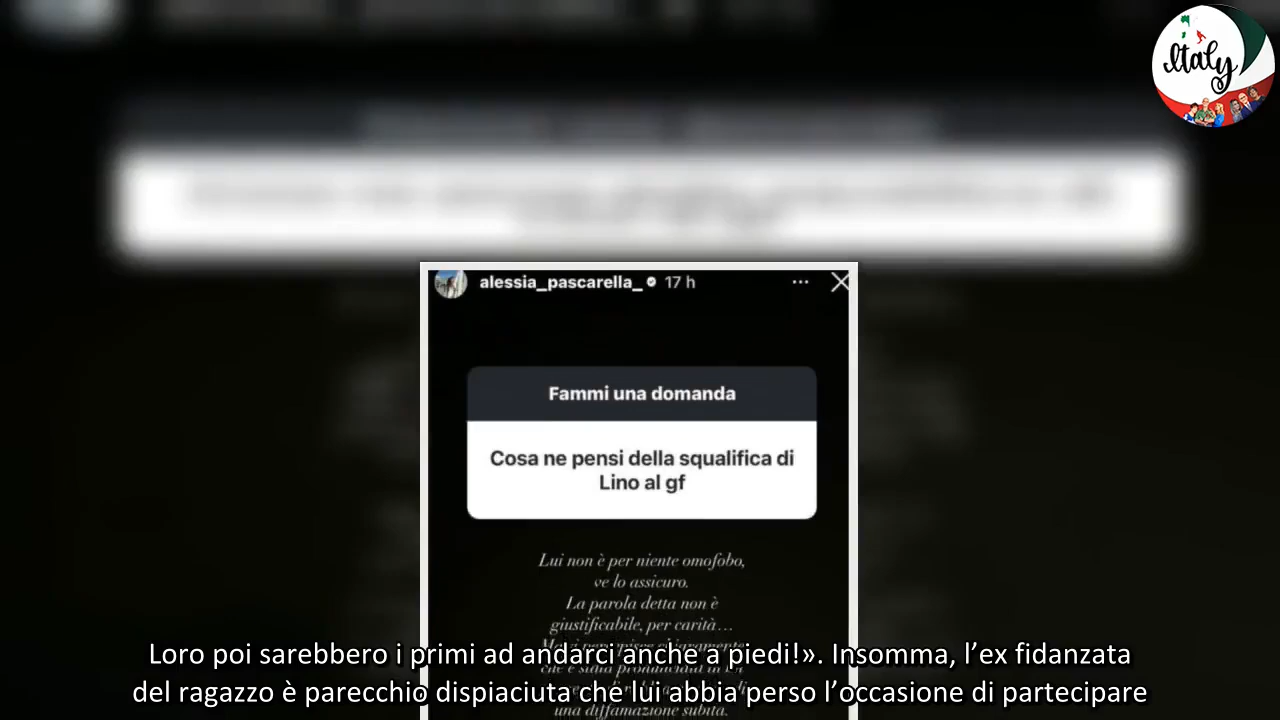 Italy
alessia_pascarella_ 17 h
Fammi una domanda
Cosa ne pensi della squalifica di
Lino al gf
Lui non è per niente omofobo,
ve lo assicuro.
La parola detta non è
giustificabile, per carità…
una diffamazione subita.
Loro poi sarebbero i primi ad andarci anche a piedi!». Insomma, l’ex fidanzata
del ragazzo è parecchio dispiaciuta che lui abbia perso l’occasione di partecipare